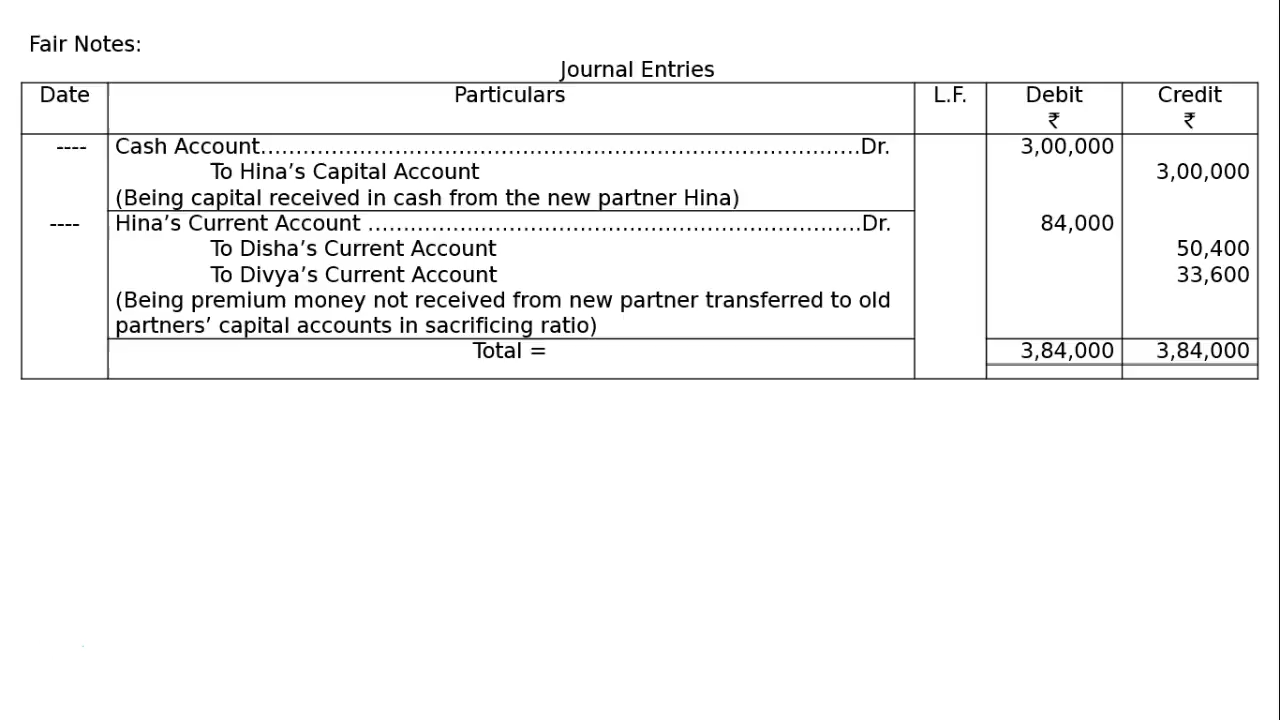 Fair Notes:
Journal Entries
Date Particulars L.F. Debit Credit
₹ ₹
---- Cash Account……………………………………………………………………………Dr. 3,00,000
To Hina’s Capital Account 3,00,000
(Being capital received in cash from the new partner Hina)
---- Hina’s Current Account ………………………………………………………………Dr. 84,000
To Disha’s Current Account 50,400
To Divya’s Current Account 33,600
(Being premium money not received from new partner transferred to old
partners’ capital accounts in sacrificing ratio)
Total = 3,84,000 3,84,000